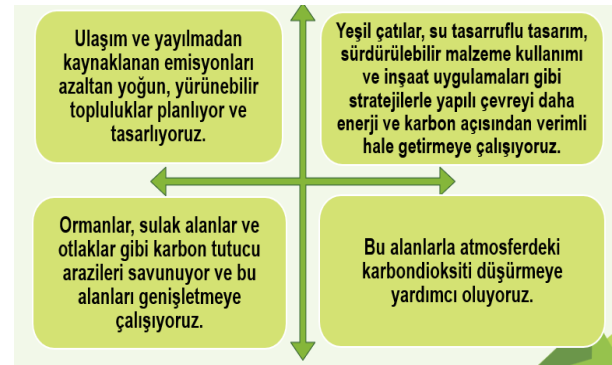 Ulaşım ve yayılmadan
kaynaklanan emisyonları
azaltan yoğun, yürünebilir
topluluklar planlıyor ve
tasarlıyoruz.
Yeşil çatılar, su tasarruflu tasarım,
sürdürülebilir malzeme kullanımı
ve inşaat uygulamaları gibi
stratejilerle yapılı çevreyi daha
enerji ve karbon açısından verimli
hale getirmeye çalışıyoruz.
Ormanlar, sulak alanlar ve
otlaklar gibi karbon tutucu
arazileri savunuyor ve bu
alanları genişletmeye
çalışıyoruz.
Bu alanlarla atmosferdeki
karbondioksiti düşürmeye
yardımcı oluyoruz.